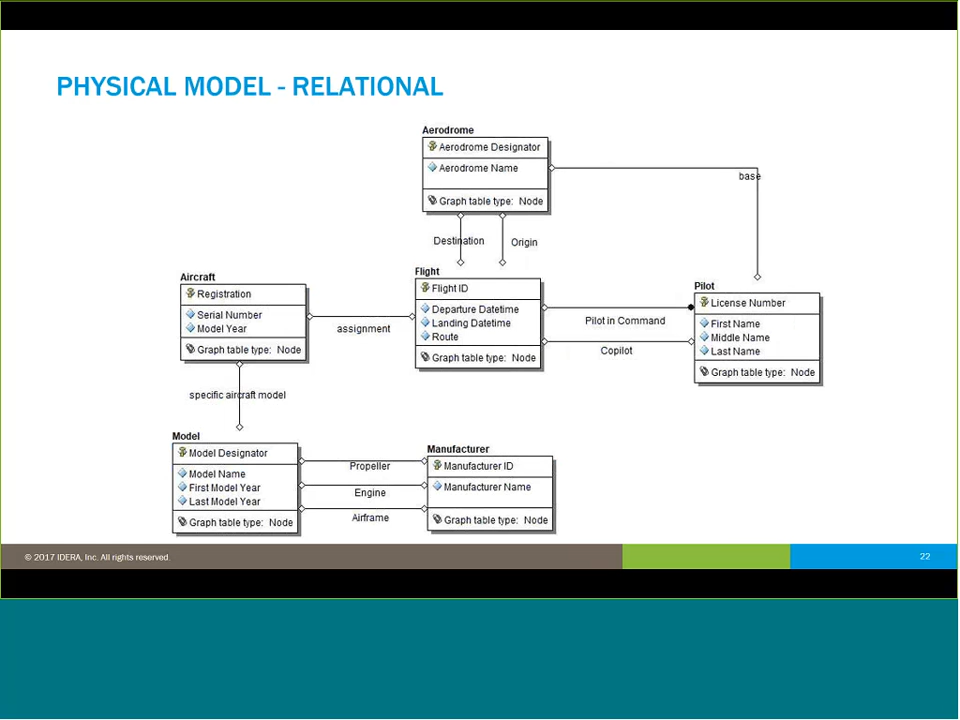 PHYSICAL MODEL - RELATIONAL
Aerodrome
Aerodrome Designator
Aerodrome Name
Graph table type: Node
base
Destination
Origin
Aircraft
Registration
Serial Number
Model Year
Graph table type: Node
assignment
Flight
Flight ID
Departure Datetime
Landing Datetime
Route
Graph table type: Node
Pilot in Command
Copilot
Pilot
License Number
First Name
Middle Name
Last Name
Graph table type: Node
specific aircraft model
Model
Model Designator
Model Name
First Model Year
Last Model Year
Graph table type: Node
Propeller
Engine
Airframe
Manufacturer
Manufacturer ID
Manufacturer Name
Graph table type: Node
© 2017 IDERA, Inc. All rights reserved.
22